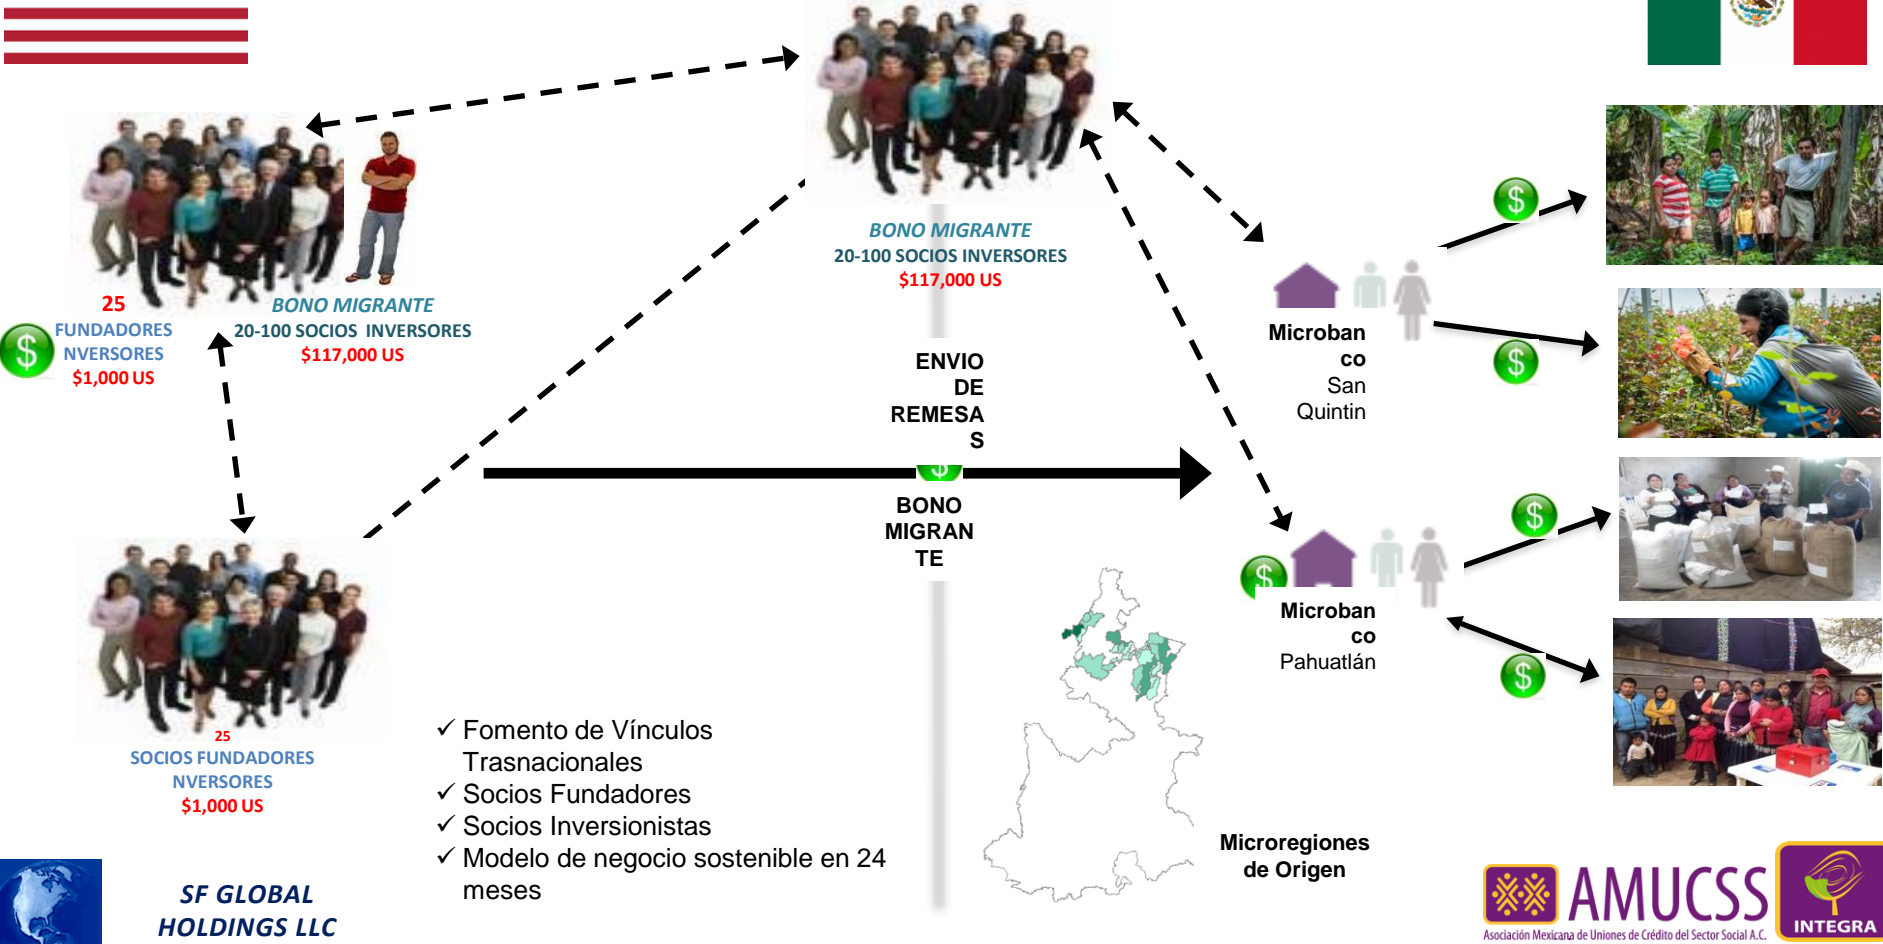 BONO MIGRANTE
20-100 SOCIOS INVERSORES
$117,000 US
25
FUNDADORES
NVERSORES
$1,000 US
BONO MIGRANTE
20-100 SOCIOS INVERSORES
$117,000 US
ENVIO
DE
REMESA
S
BONO
MIGRAN
TE
Microban
co
San
Quintin
Microban
co
Pahuatlán
25
SOCIOS FUNDADORES
NVERSORES
$1,000 US
✓ Fomento de Vínculos
Trasnacionales
✓ Socios Fundadores
✓ Socios Inversionistas
✓ Modelo de negocio sostenible en 24
meses
Microregiones
de Origen
SF GLOBAL
HOLDINGS LLC
AMUCSS
Asociación Mexicana de Uniones de Crédito del Sector Social A.C.
INTEGRA
$
$
$
$
$
$
$